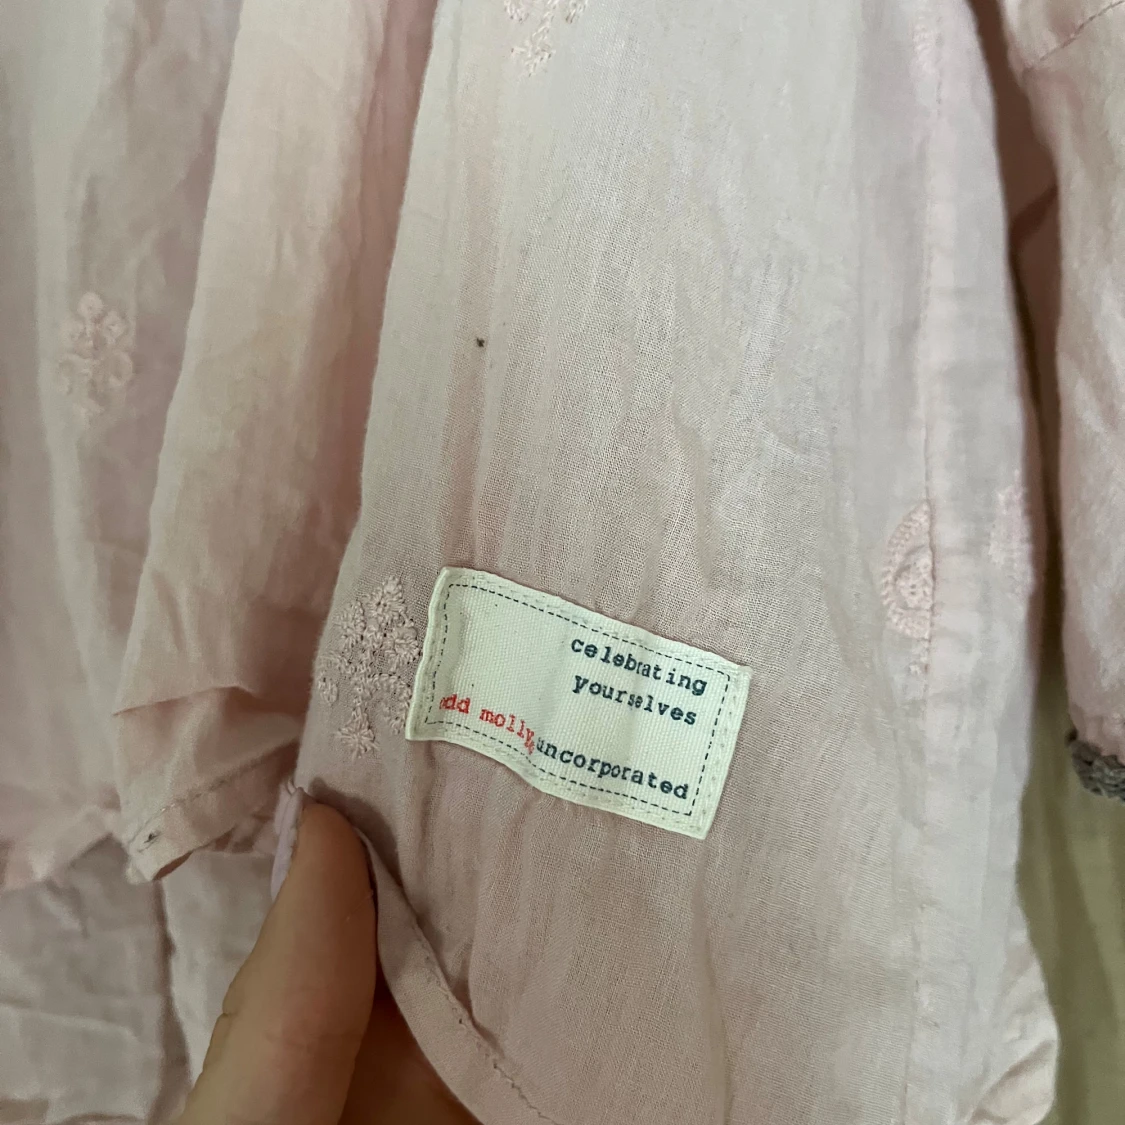 celebrating
yourselves
odd molly uncorporated